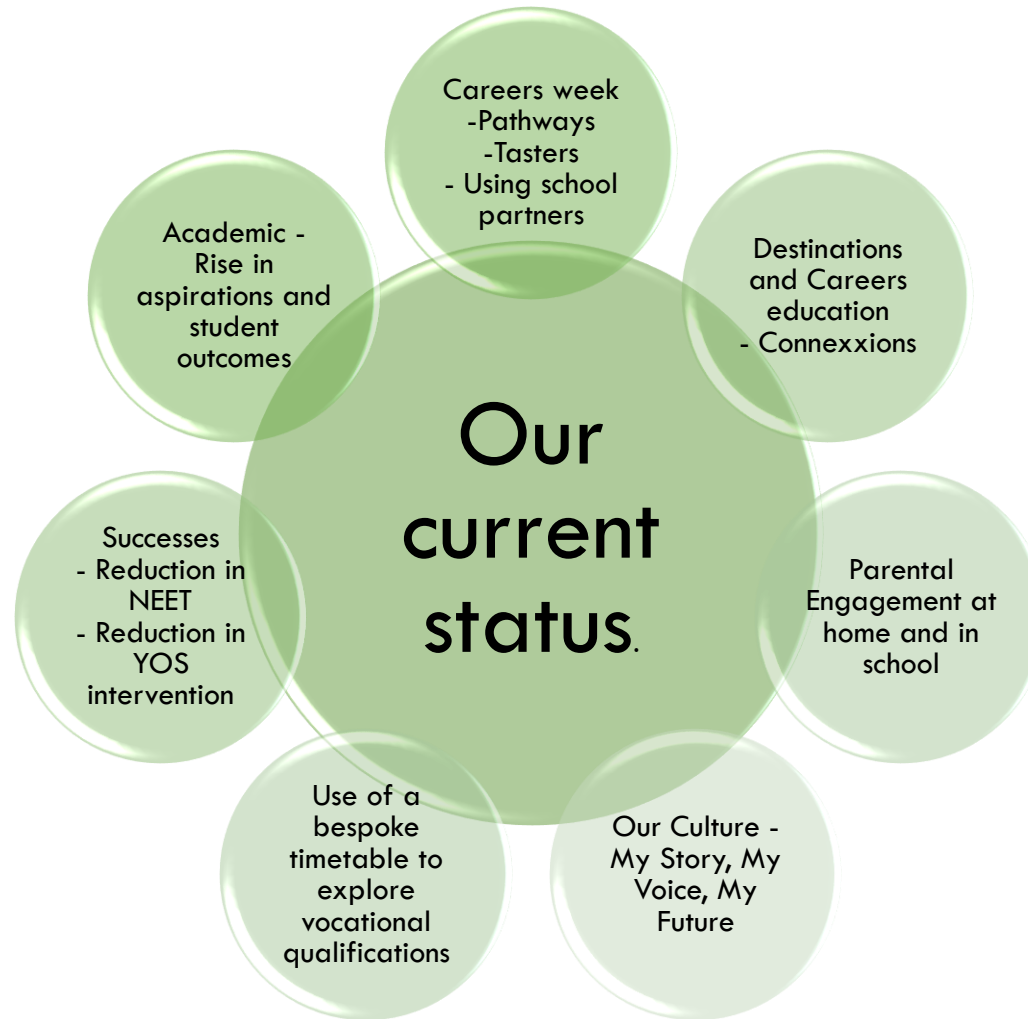 Careers week
-Pathways
-Tasters
- Using school
partners
Destinations
and Careers
education
- Connexxions
Parental
Engagement at
home and in
school
Our Culture -
My Story, My
Voice, My
Future
Use of a
bespoke
timetable to
explore
vocational
qualifications
Successes
- Reduction in
NEET
- Reduction in
YOS
intervention
Academic -
Rise in
aspirations and
student
outcomes
Our
current
status.